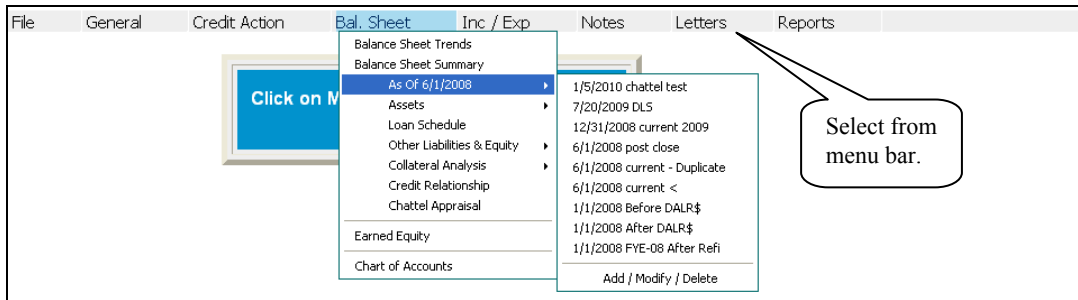 File General Credit Action Bal. Sheet Inc / Exp Notes Letters Reports
Click on M
Balance Sheet Trends
Balance Sheet Summary
As Of 6/1/2008
Assets
Loan Schedule
Other Liabilities & Equity
Collateral Analysis
Credit Relationship
Chattel Appraisal
Earned Equity
Chart of Accounts
1/5/2010 chattel test
7/20/2009 DLS
12/31/2008 current 2009
6/1/2008 post close
6/1/2008 current - Duplicate
6/1/2008 current <
1/1/2008 Before DALR$
1/1/2008 After DALR$
1/1/2008 FYE-08 After Refi
Add / Modify / Delete
Select from
menu bar.